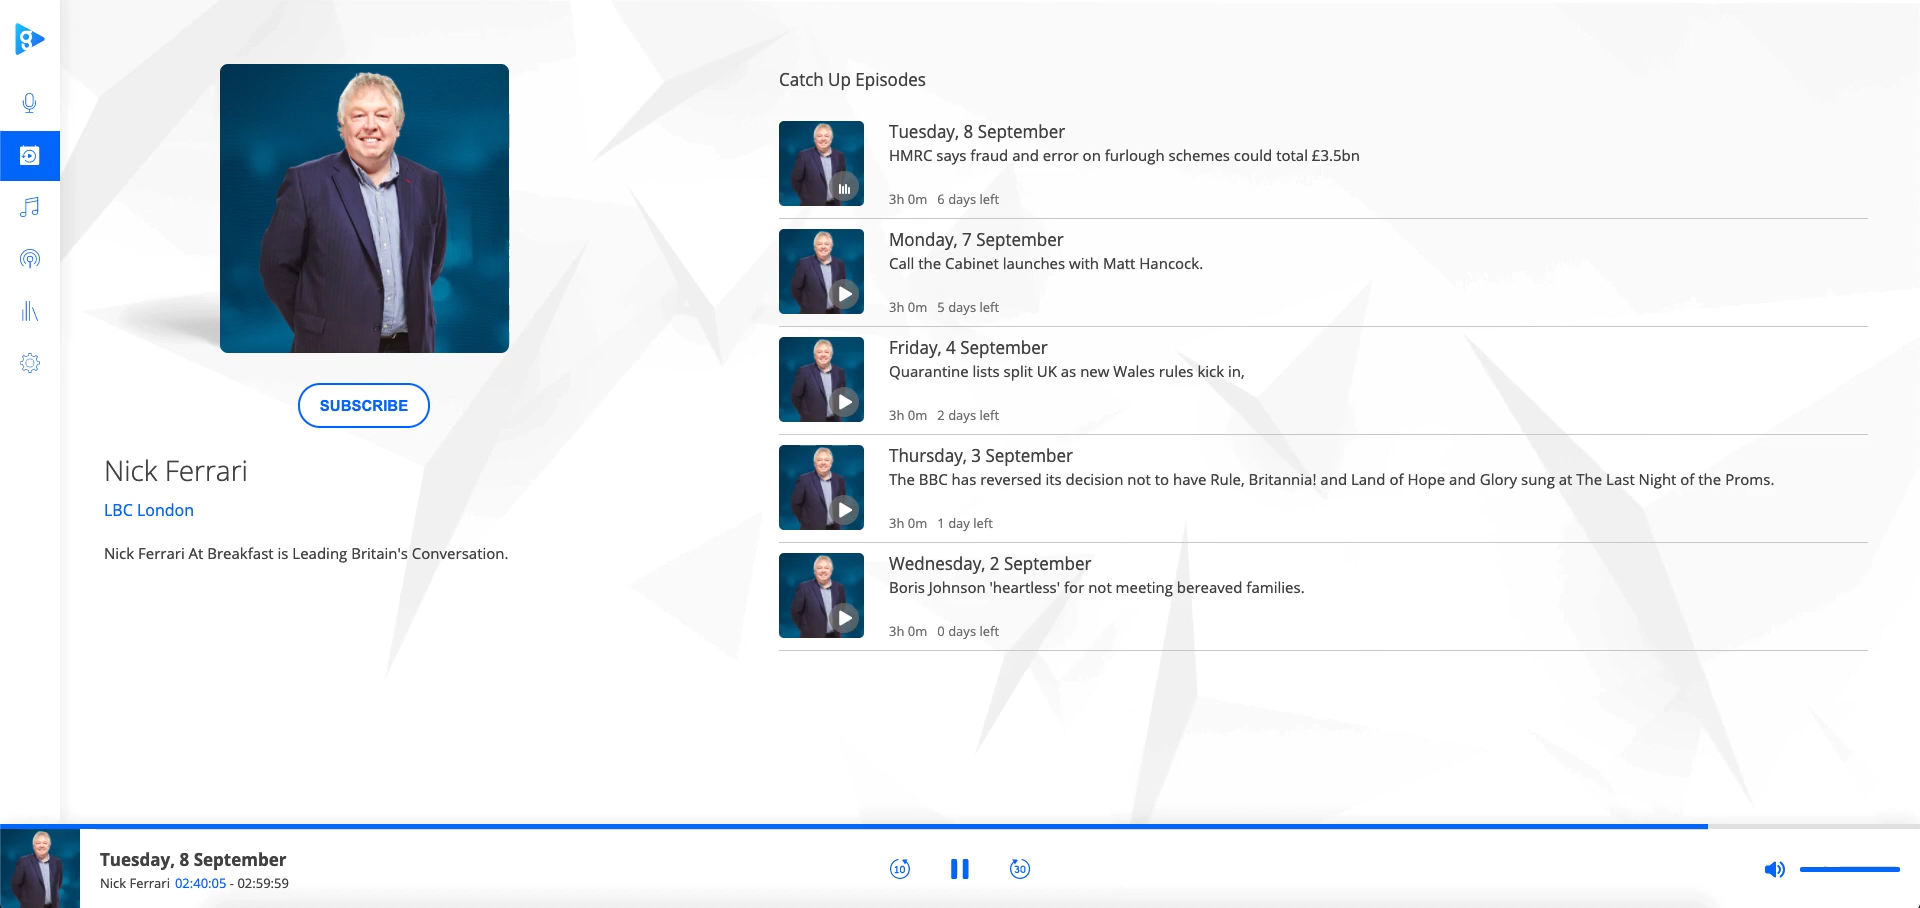 g
SUBSCRIBE
Nick Ferrari
LBC London
Nick Ferrari At Breakfast is Leading Britain's Conversation.
Catch Up Episodes
Tuesday, 8 September
HMRC says fraud and error on furlough schemes could total £3.5bn
3h 0m 6 days left
Monday, 7 September
Call the Cabinet launches with Matt Hancock.
3h 0m 5 days left
Friday, 4 September
Quarantine lists split UK as new Wales rules kick in,
3h 0m 2 days left
Thursday, 3 September
The BBC has reversed its decision not to have Rule, Britannia! and Land of Hope and Glory sung at The Last Night of the Proms.
3h 0m 1 day left
Wednesday, 2 September
Boris Johnson 'heartless' for not meeting bereaved families.
3h 0m 0 days left
Tuesday, 8 September
Nick Ferrari 02:40:05 - 02:59:59
10
30